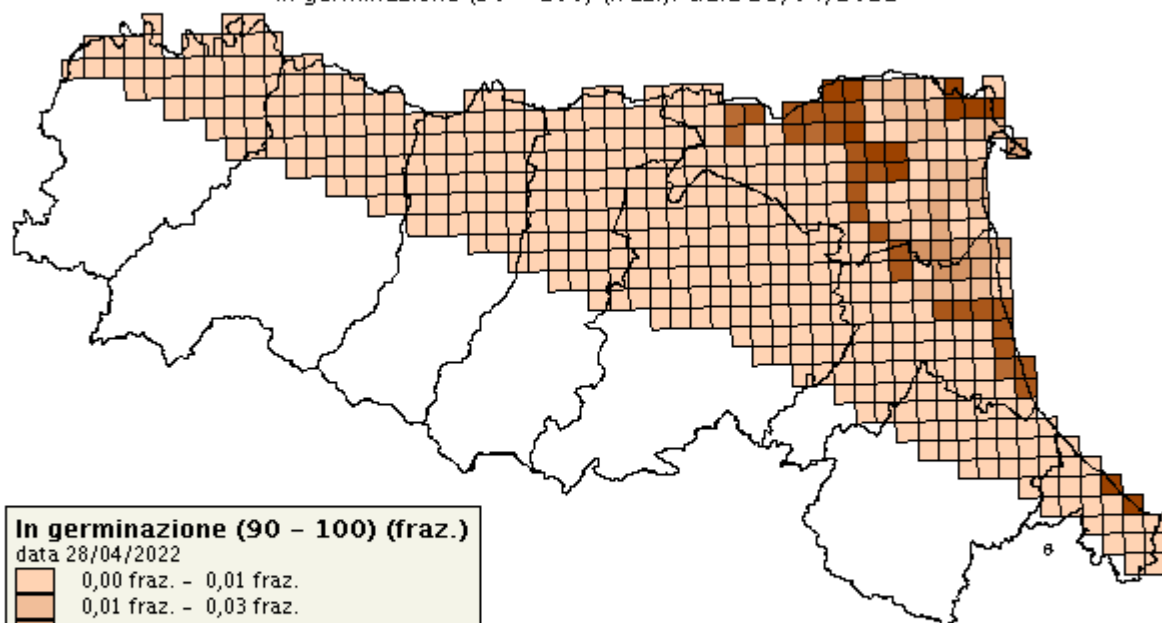 In germinazione (90 – 100) (fraz.)
data 28/04/2022
0,00 fraz. – 0,01 fraz.
0,01 fraz. – 0,03 fraz.